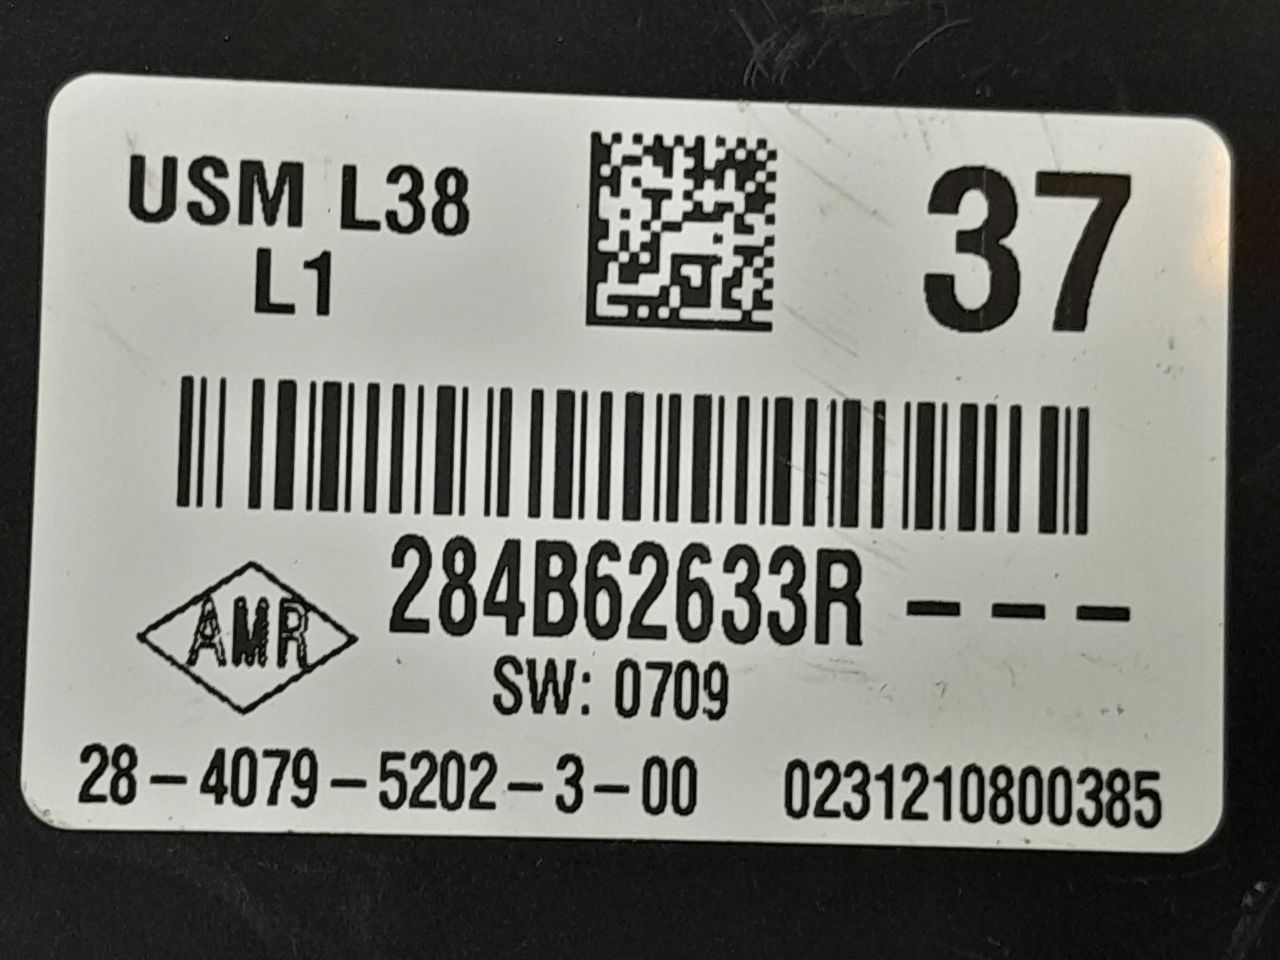 USM L38
L1
37
284B62633R - - -
AMR
SW: 0709
28-4079-5202-3-00
0231210800385